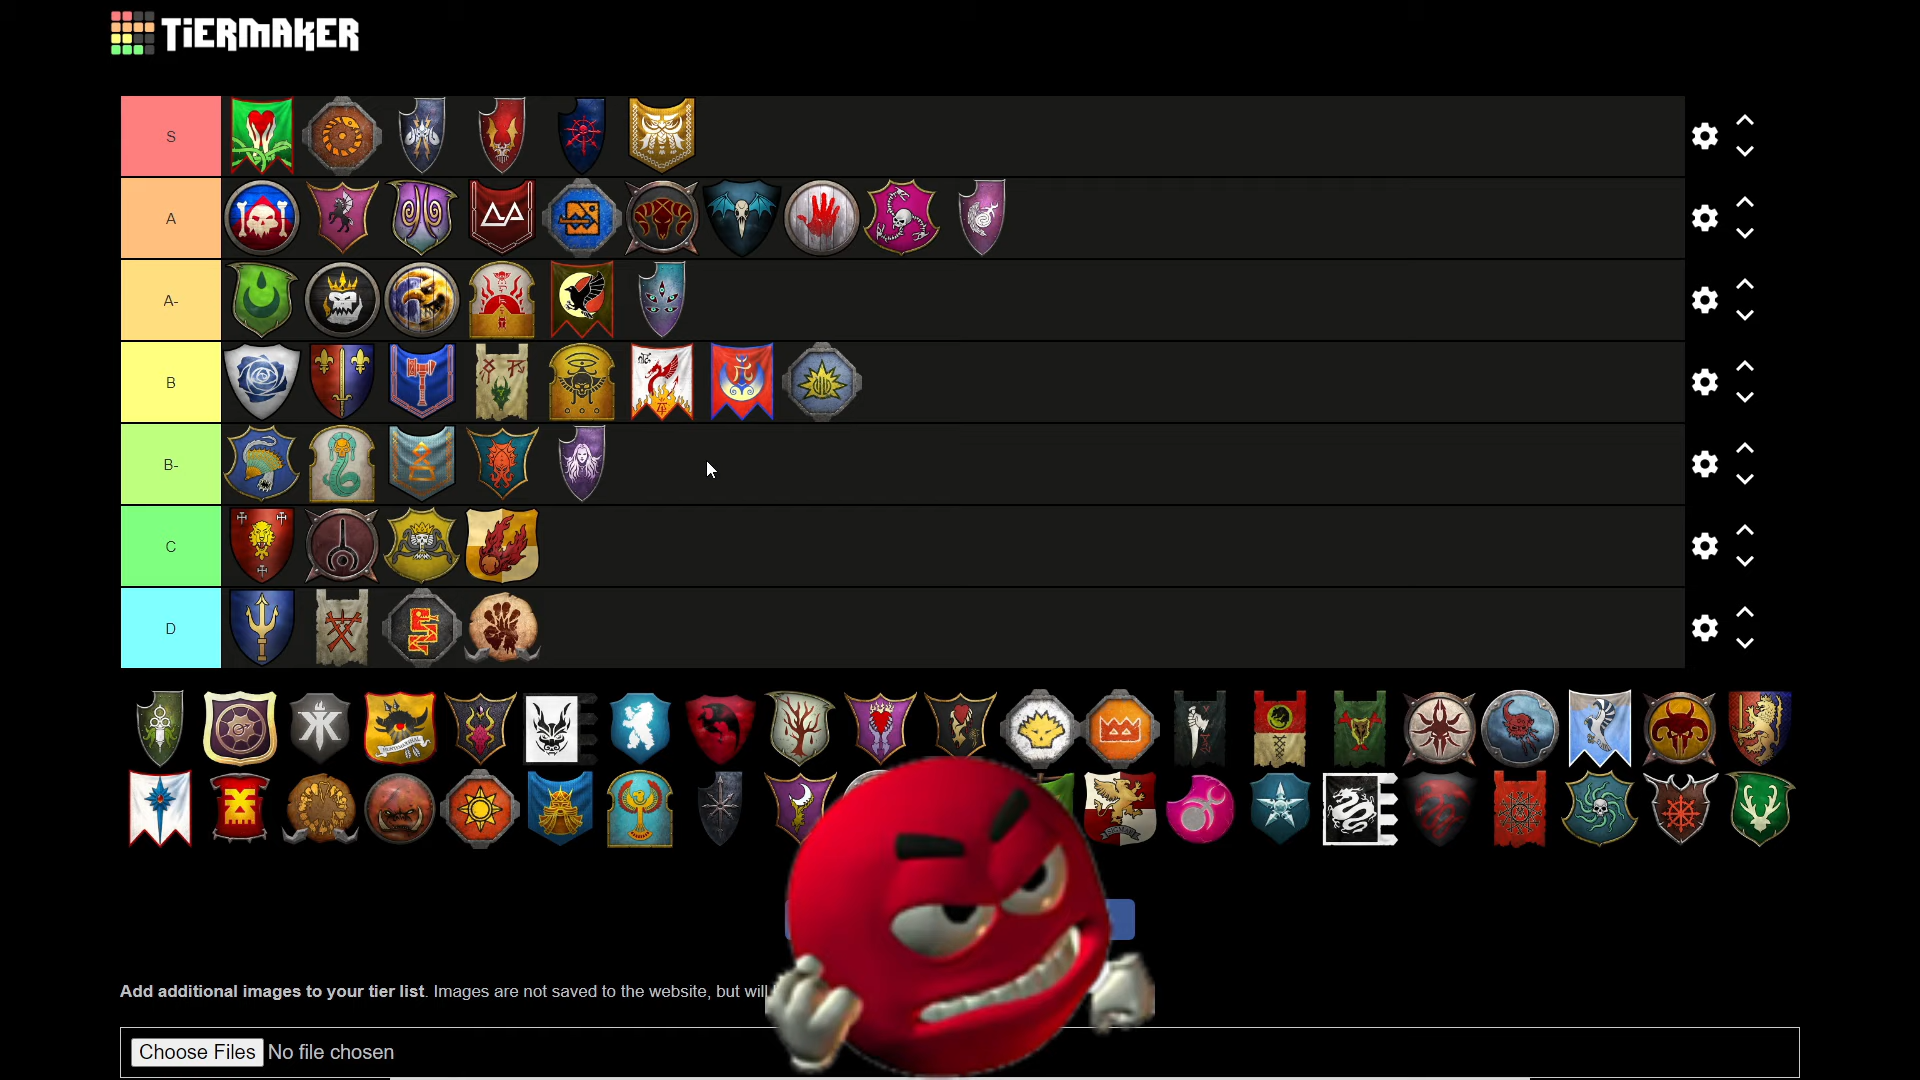 TiERMAKER
S
A
A-
B
B-
C
D
Add additional images to your tier list. Images are not saved to the website, but will
Choose Files No file chosen